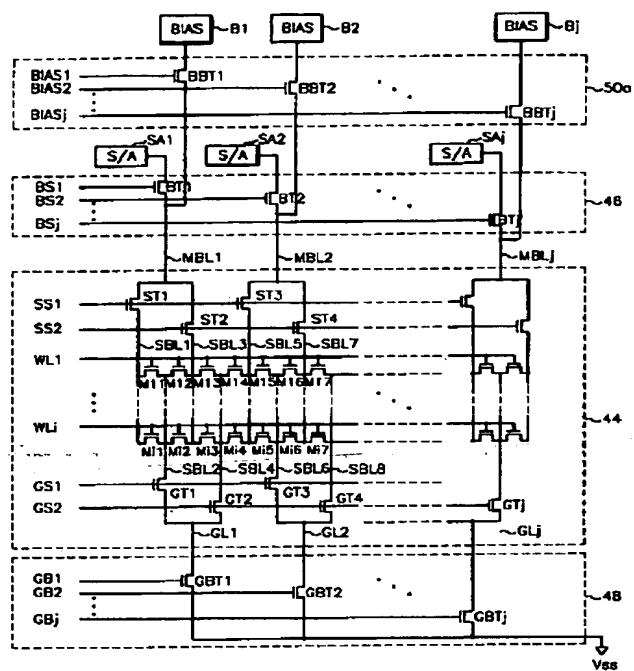 BIAS B1 BIAS B2 BIAS Bj
BIAS1 BBT1
BIAS2 BBT2
BIASj BBTj
50a
SA1 SA2 SAj
S/A S/A S/A
BS1 BT1
BS2 BT2
BSj BTj
46
MBL1 MBL2 MBLj
SS1 ST1 ST3
SS2 ST2 ST4
SBL1 SBL3 SBL5 SBL7
WL1
M11 M12 M13 M14 M15 M16 M17
WLi
44
Mi1 Mi2 Mi3 Mi4 Mi5 Mi6 Mi7
SBL2 SBL4 SBL6 SBL8
GS1 GT1 GT3
GS2 GT2 GT4 GTj
GL1 GL2 GLj
GB1 GBT1
GB2 GBT2
GBj GBTj
48
Vss